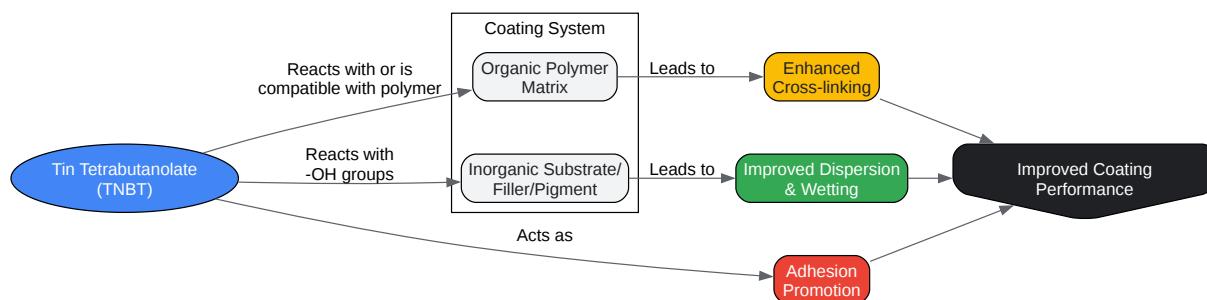 Coating System
Reacts with or is
compatible with polymer
Organic Polymer
Matrix
Leads to
Enhanced
Cross-linking
Tin Tetrabutanolate
(TNBT)
Reacts with
-OH groups
Inorganic Substrate/
Filler/Pigment
Leads to
Improved Dispersion
& Wetting
Improved Coating
Performance
Acts as
Adhesion
Promotion